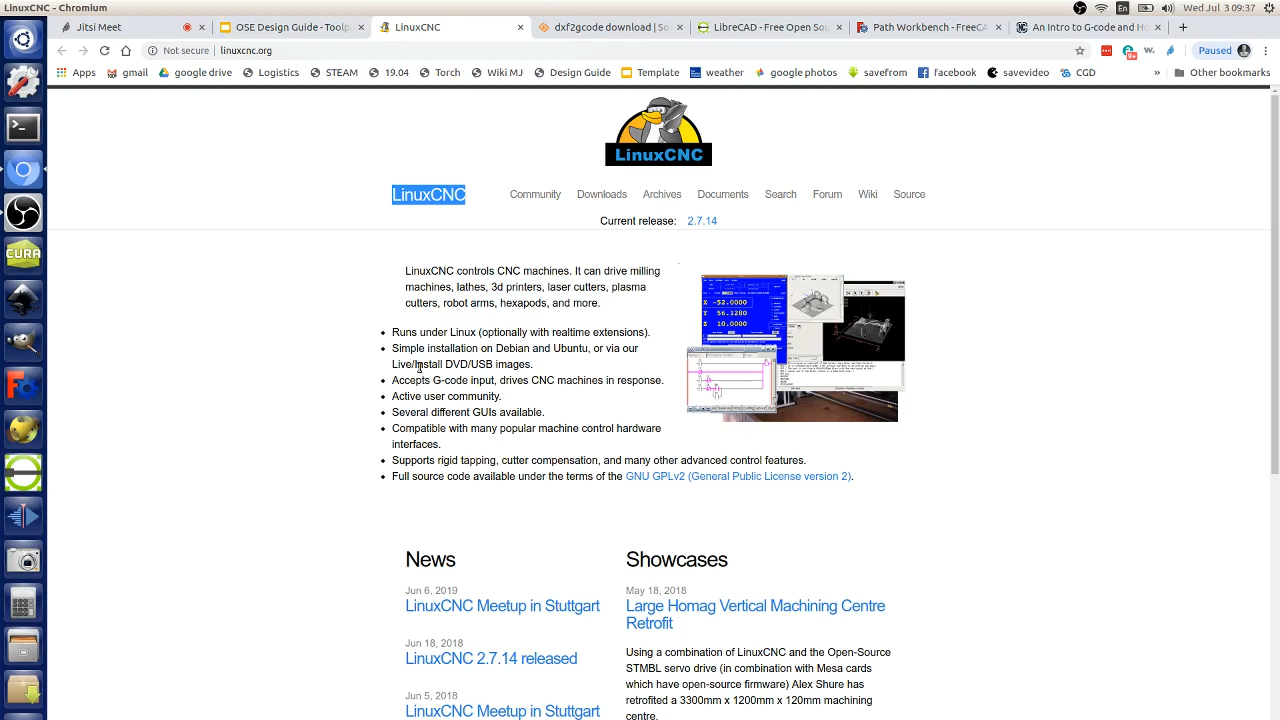 LinuxCNC - Chromium
En
Wed Jul 3 09:09:37
Jitsi Meet
OSE Design Guide - Toolp
LinuxCNC
dxf2gcode download | So
LibreCAD - Free Open Sou
Path Workbench - FreeCA
An Intro to G-code and Ho
Not secure | linuxcnc.org
Paused
Apps
gmail
google drive
Logistics
STEAM
19.04
Torch
Wiki MJ
Design Guide
Template
weather
google photos
savefrom
facebook
savevideo
CGD
»
Other bookmarks
LinuxCNC
LinuxCNC
Community
Downloads
Archives
Documents
Search
Forum
Wiki
Source
Current release: 2.7.14
LinuxCNC controls CNC machines. It can drive milling
machines, lathes, 3d printers, laser cutters, plasma
cutters, robot arms, hexapods, and more.
Runs under Linux (optionally with realtime extensions).
Simple installation on Debian and Ubuntu, or via our
Live/Install DVD/USB images.
Accepts G-code input, drives CNC machines in response.
Active user community.
Several different GUIs available.
Compatible with many popular machine control hardware
interfaces.
Supports rigid tapping, cutter compensation, and many other advanced control features.
Full source code available under the terms of the GNU GPLv2 (General Public License version 2).
X -52.0000
Y 56.1280
Z 10.0000
CURA
News
Jun 6, 2019
LinuxCNC Meetup in Stuttgart
Jun 18, 2018
LinuxCNC 2.7.14 released
Jun 5, 2018
LinuxCNC Meetup in Stuttgart
Showcases
May 18, 2018
Large Homag Vertical Machining Centre
Retrofit
Using a combination of LinuxCNC and the Open-Source
STMBL servo drive (in combination with Mesa cards
which have open-source firmware) Alex Shure has
retrofited a 3300mm x 1200mm x 120mm machining
centre.